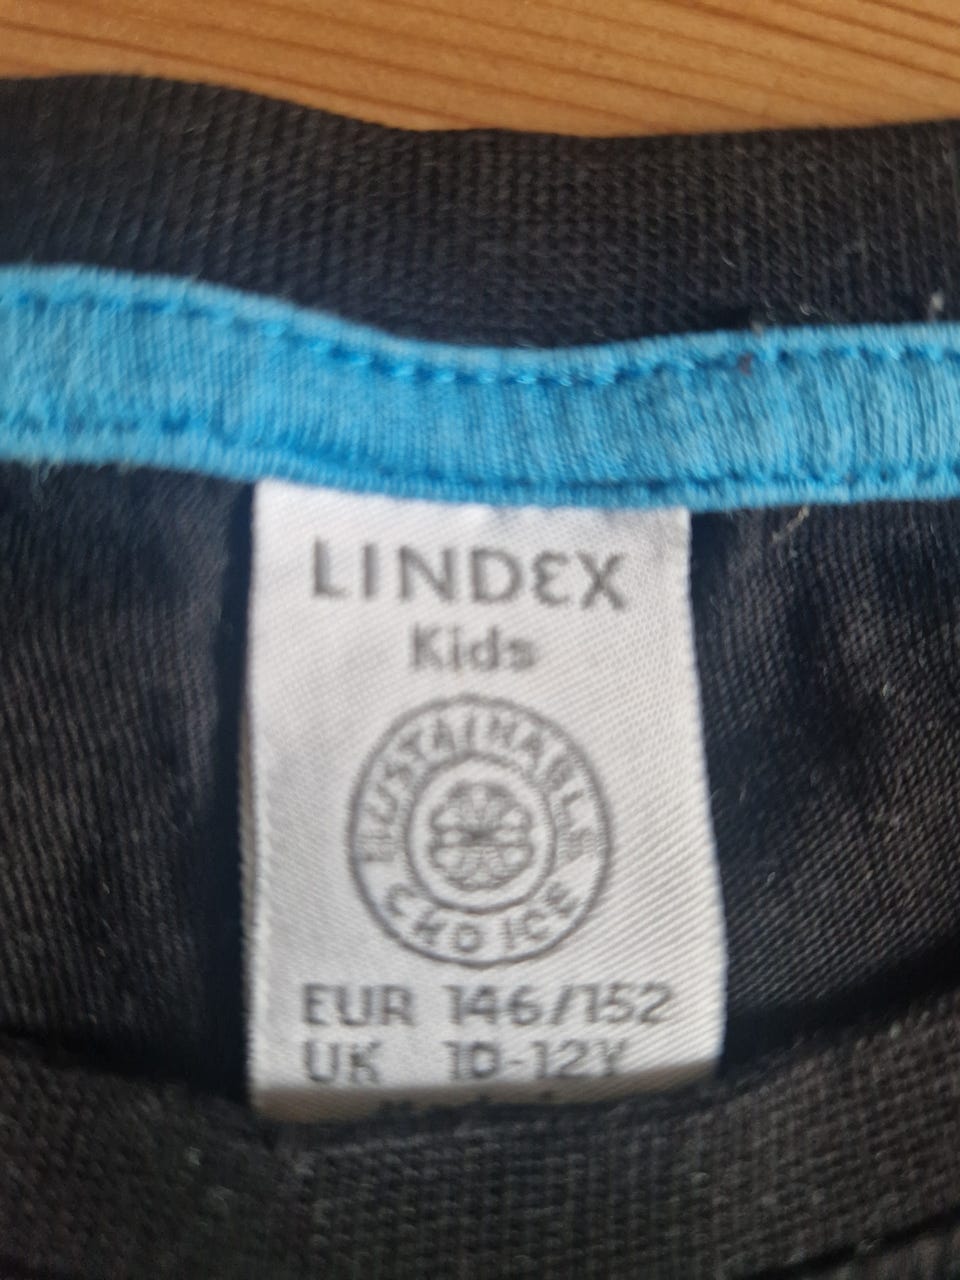 LINDEX
Kids
SUSTAINABLE
CHOICE
EUR 146/152
UK 10-12Y